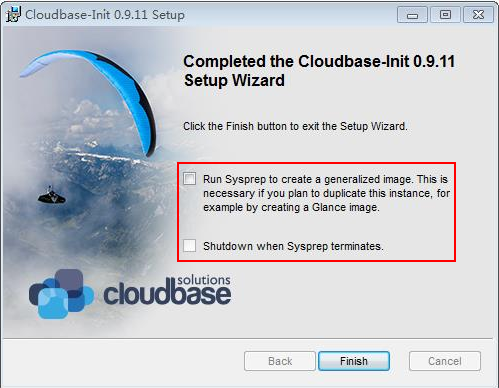 Cloudbase-Init 0.9.11 Setup
Completed the Cloudbase-Init 0.9.11
Setup Wizard
Click the Finish button to exit the Setup Wizard.
Run Sysprep to create a generalized image. This is
necessary if you plan to duplicate this instance, for
example by creating a Glance image.
Shutdown when Sysprep terminates.
solutions
cloudbase
Back
Finish
Cancel